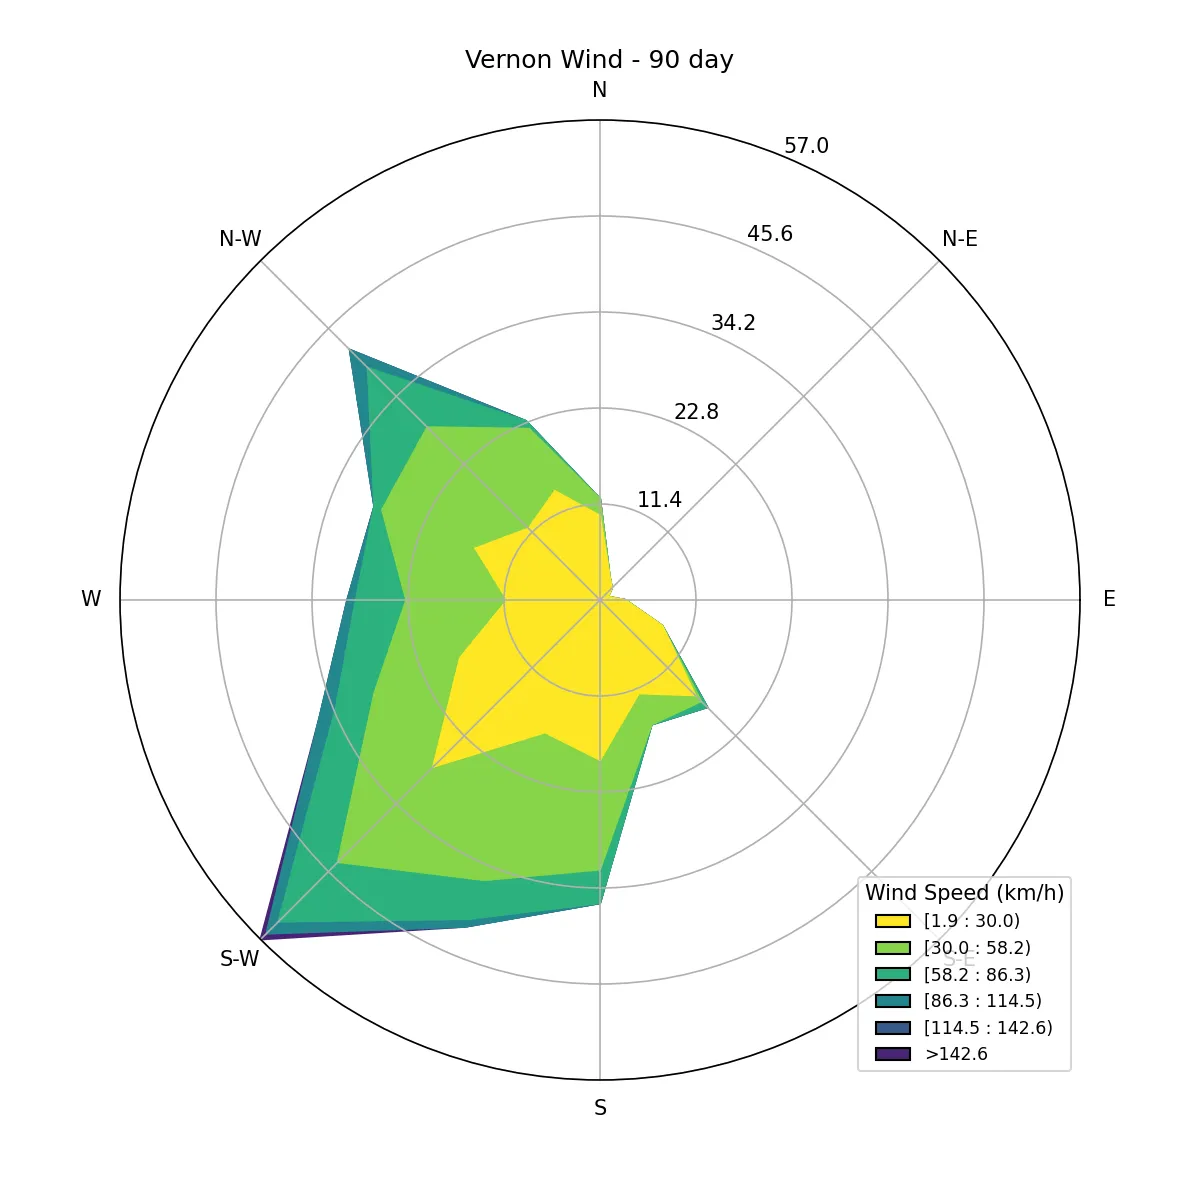 Vernon Wind - 90 day
N
57.0
45.6
N-W
N-E
34.2
22.8
11.4
W
E
Wind Speed (km/h)
[1.9 : 30.0)
[30.0 : 58.2)
S-W
S-E
[58.2 : 86.3)
[86.3 : 114.5)
[114.5 : 142.6)
>142.6
S